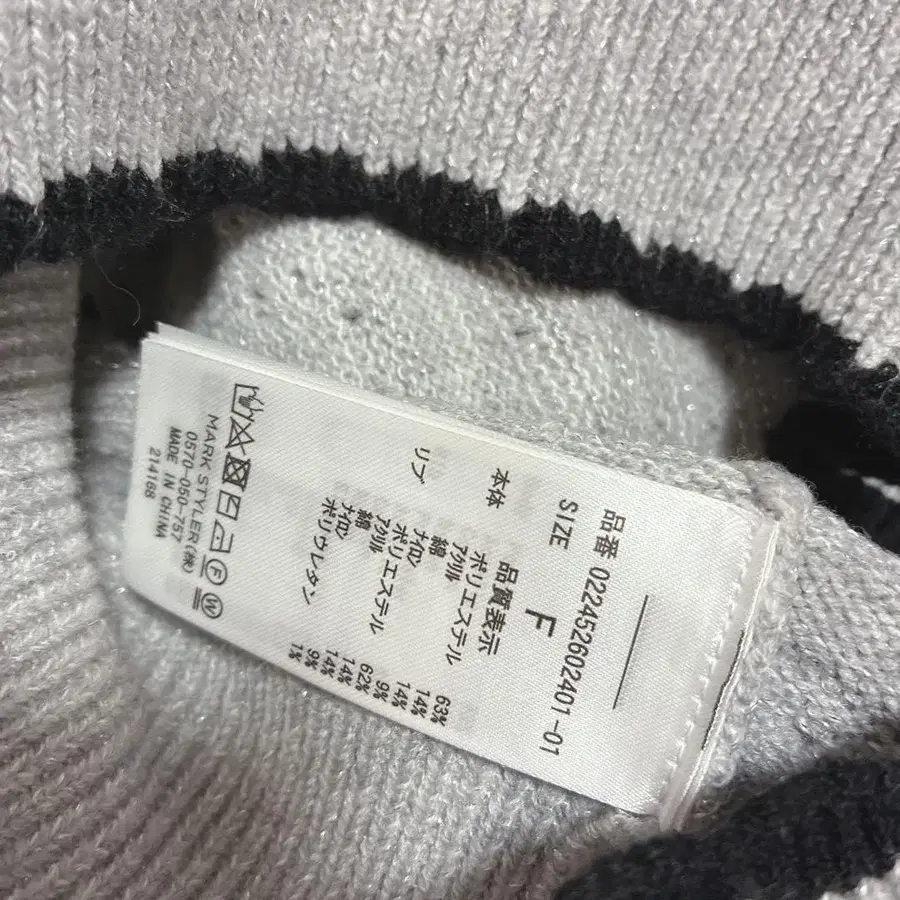 品番 022452602401-01
SIZE F
品質表示
本体 ポリエステル 63%
アクリル 14%
綿 14%
ナイロン 9%
リブ ポリエステル 62%
アクリル 14%
綿 14%
ナイロン 9%
ポリウレタン 1%
F W
MARK STYLER(株)
0570-050-757
MADE IN CHINA
214168